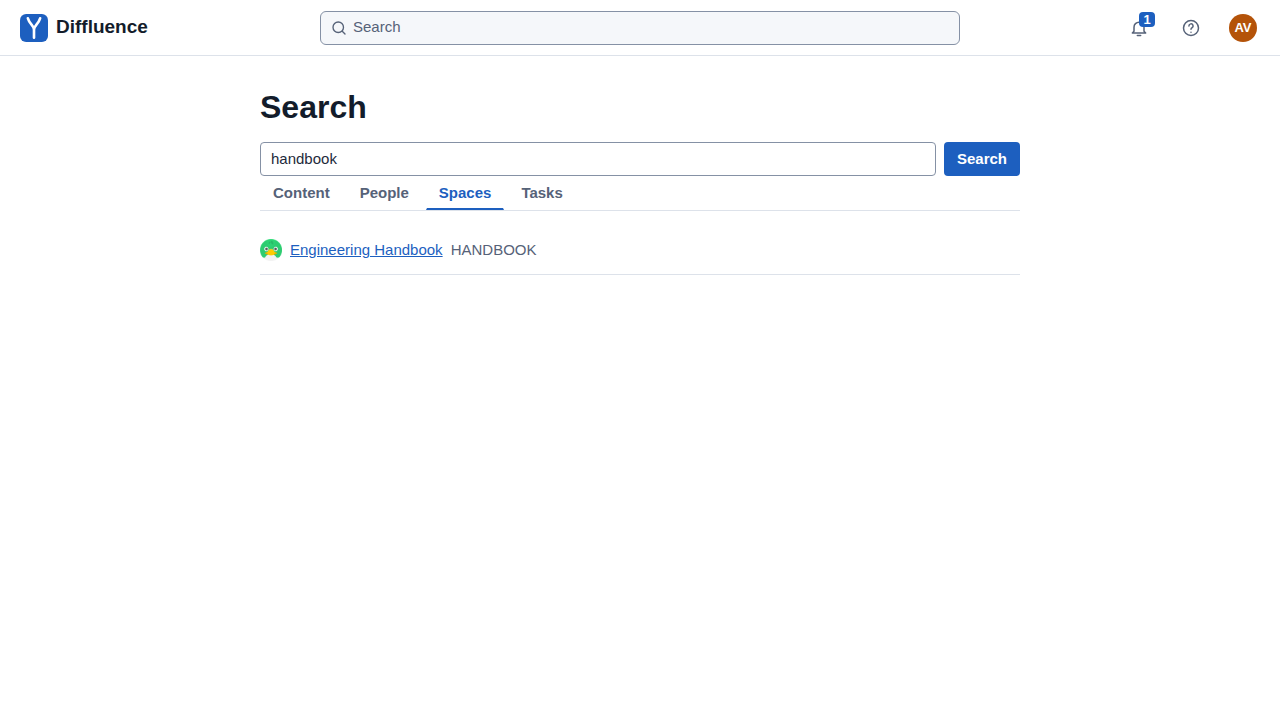 Diffluence
Search
1
AV
Search
handbook
Search
Content People Spaces Tasks
Engineering Handbook HANDBOOK